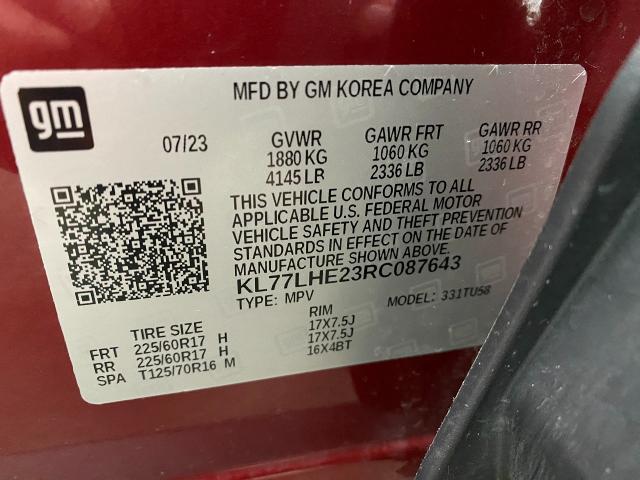 gm
MFD BY GM KOREA COMPANY
07/23 GVWR GAWR FRT GAWR RR
1880 KG 1060 KG 1060 KG
4145 LB 2336 LB 2336 LB
THIS VEHICLE CONFORMS TO ALL
APPLICABLE U.S. FEDERAL MOTOR
VEHICLE SAFETY AND THEFT PREVENTION
STANDARDS IN EFFECT ON THE DATE OF
MANUFACTURE SHOWN ABOVE.
KL77LHE23RC087643
TYPE: MPV MODEL: 331TU58
TIRE SIZE RIM
FRT 225/60R17 H 17X7.5J
RR 225/60R17 H 17X7.5J
SPA T125/70R16 M 16X4BT